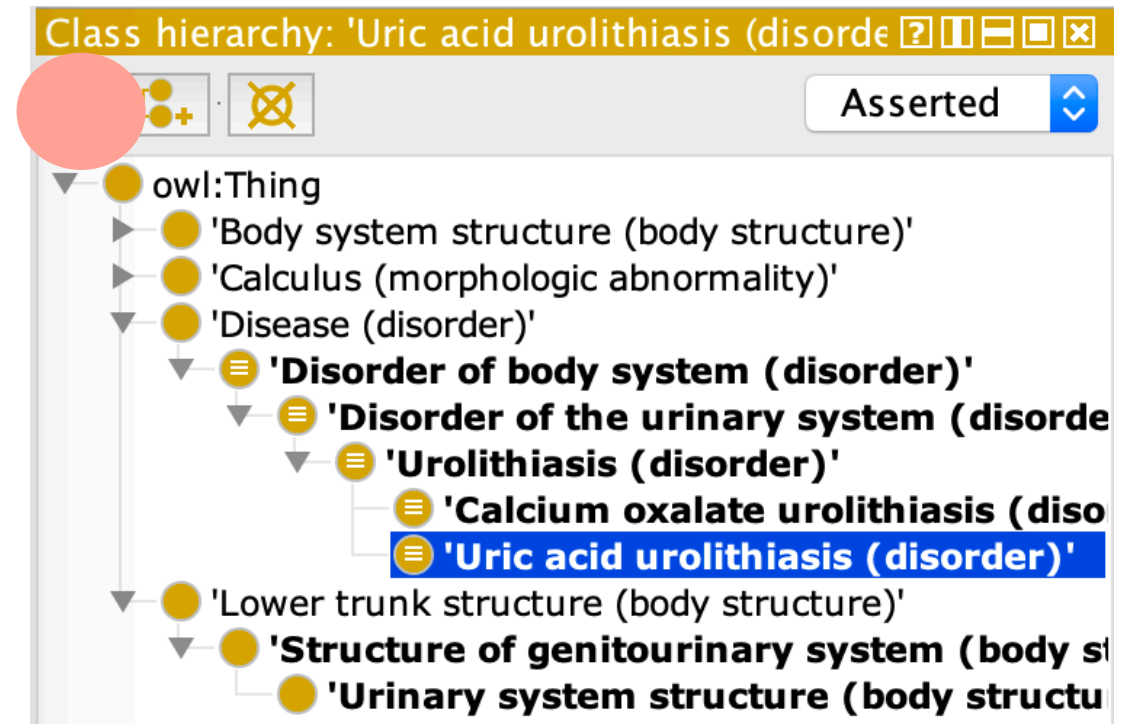 Class hierarchy: 'Uric acid urolithiasis (disorde
Asserted
owl:Thing
'Body system structure (body structure)'
'Calculus (morphologic abnormality)'
'Disease (disorder)'
'Disorder of body system (disorder)'
'Disorder of the urinary system (disorde
'Urolithiasis (disorder)'
'Calcium oxalate urolithiasis (diso
'Uric acid urolithiasis (disorder)'
'Lower trunk structure (body structure)'
'Structure of genitourinary system (body st
'Urinary system structure (body structu